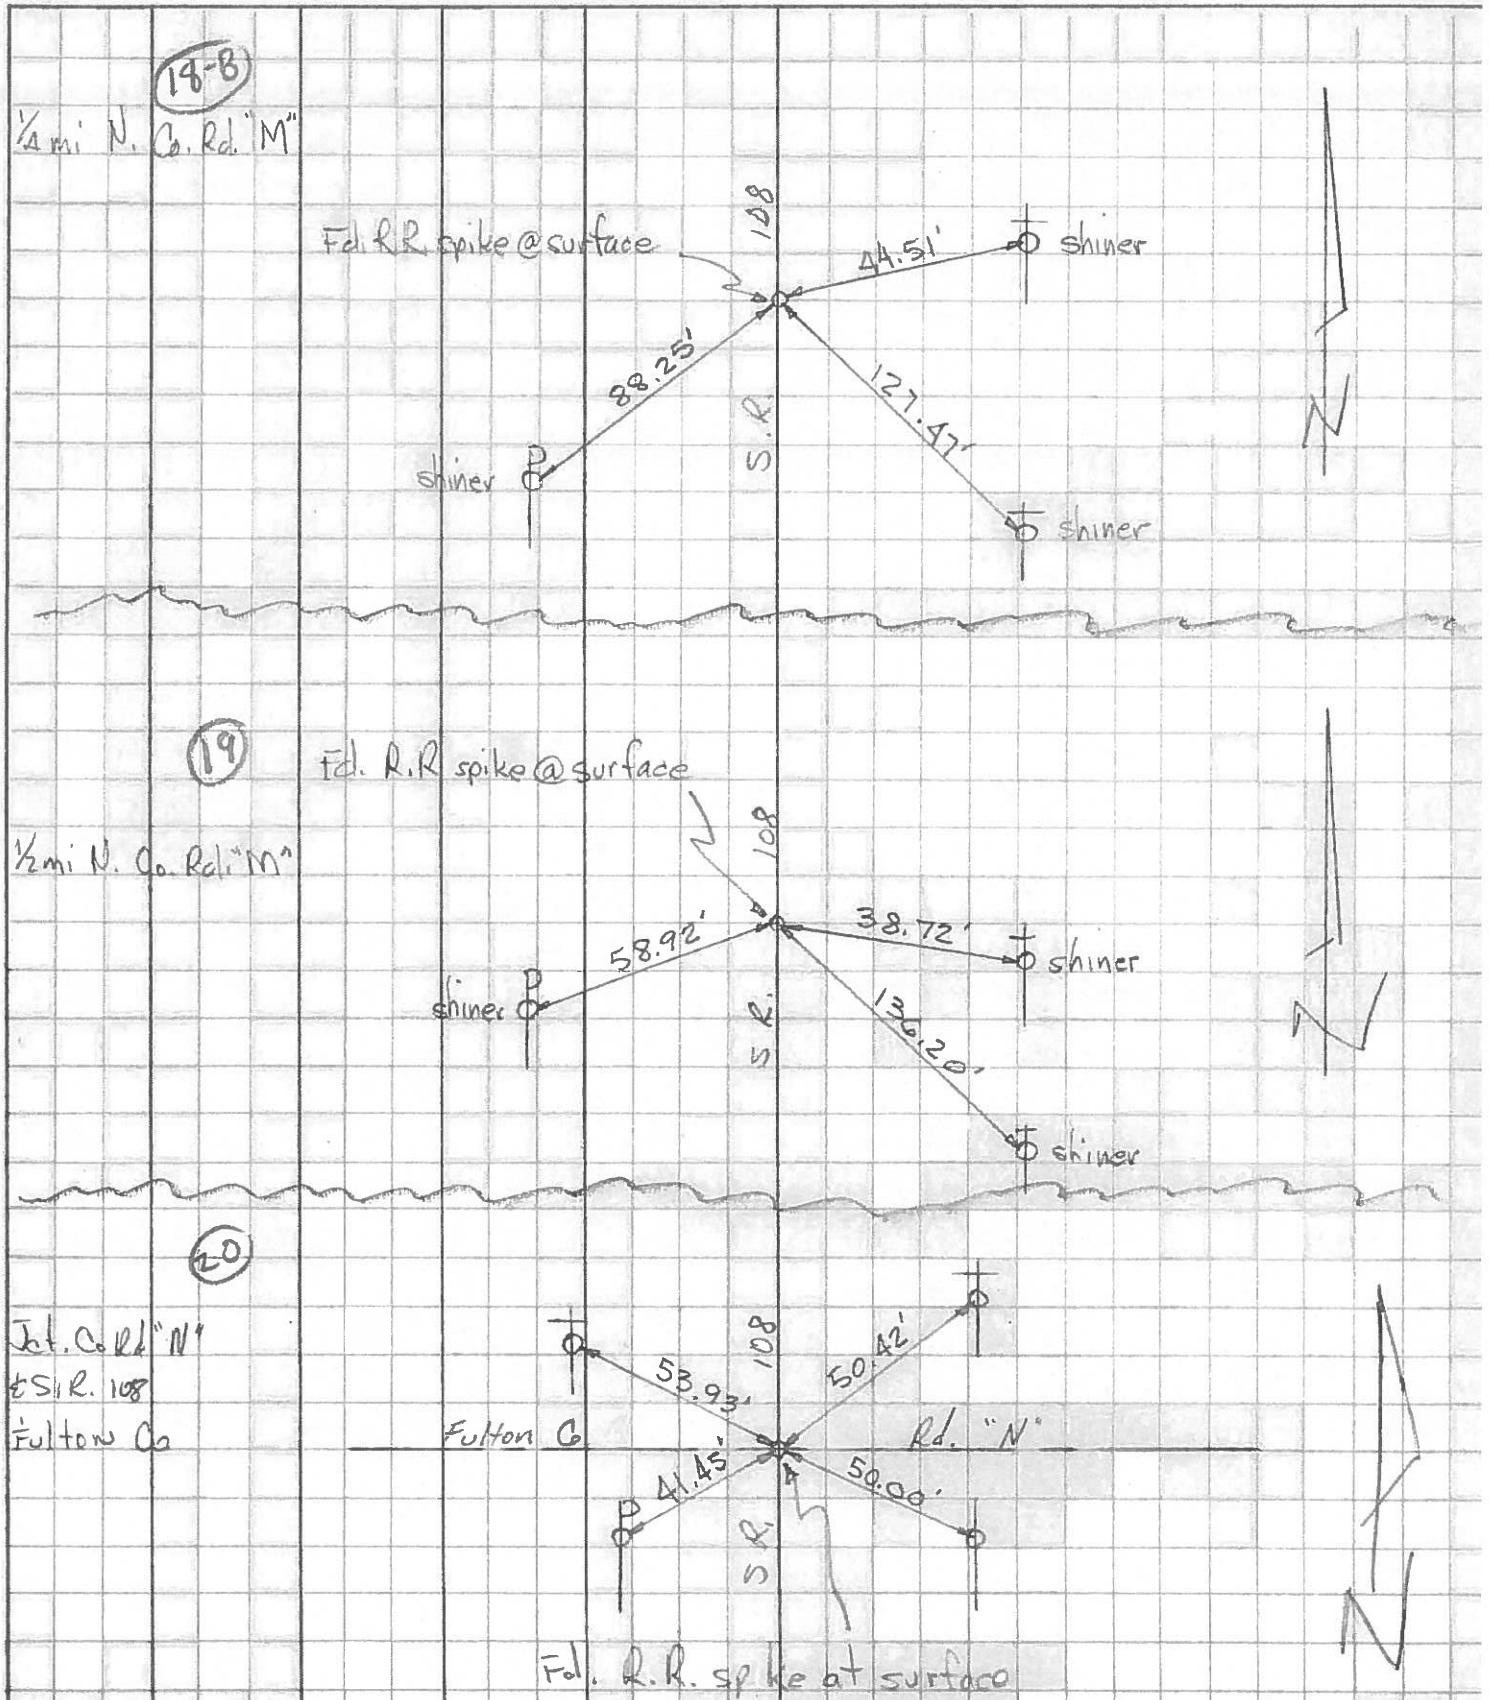 18-B
1/4 mi N. Co. Rd. "M"
Fd. R.R. spike @ surface
108
44.51'
shiner
88.25'
127.47'
S.R.
shiner
shiner
N
19
Fd. R.R spike @ surface
108
1/2 mi N. Co. Rd. "M"
58.92'
38.72'
shiner
shiner
S.R.
136.20'
N
shiner
20
Jct. Co Rd "N"
& S.R. 108
Fulton Co
108
53.93'
50.42'
Fulton Co
Rd. "N"
41.45'
50.00'
S.R.
N
Fd. R.R. spike at surface